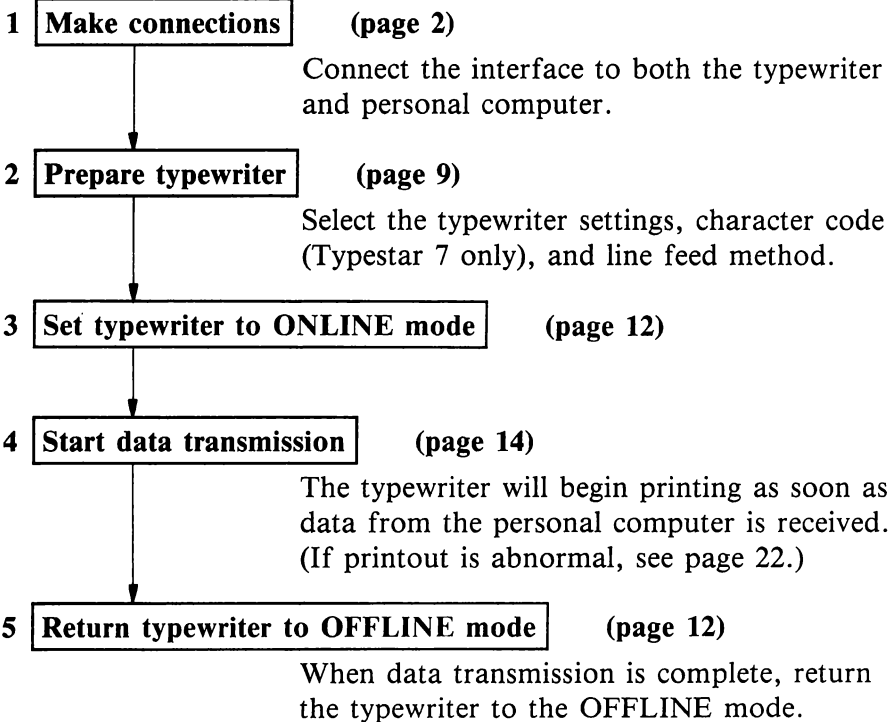 1 Make connections (page 2)
Connect the interface to both the typewriter
and personal computer.
2 Prepare typewriter (page 9)
Select the typewriter settings, character code
(Typestar 7 only), and line feed method.
3 Set typewriter to ONLINE mode (page 12)
4 Start data transmission (page 14)
The typewriter will begin printing as soon as
data from the personal computer is received.
(If printout is abnormal, see page 22.)
5 Return typewriter to OFFLINE mode (page 12)
When data transmission is complete, return
the typewriter to the OFFLINE mode.